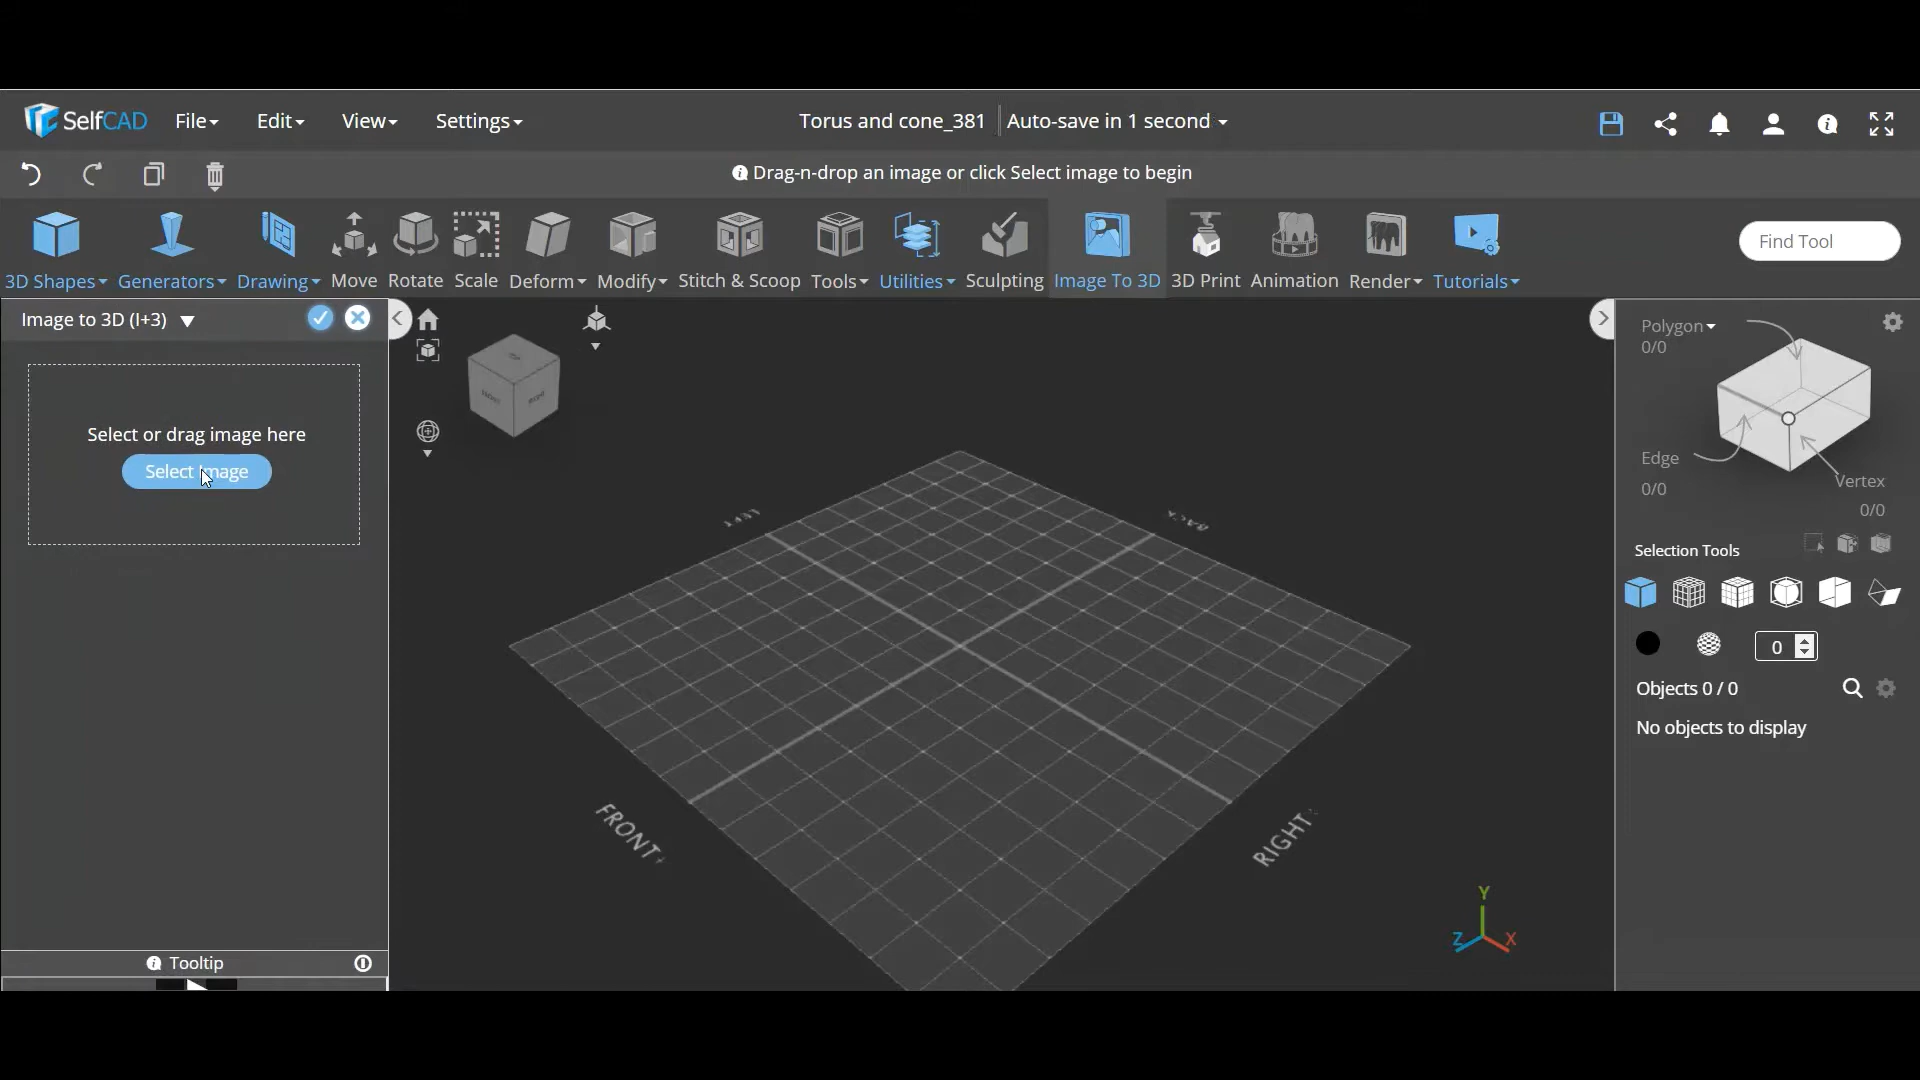 SelfCAD File Edit View Settings Torus and cone_381 Auto-save in 1 second
Drag-n-drop an image or click Select image to begin
3D Shapes Generators Drawing Move Rotate Scale Deform Modify Stitch & Scoop Tools Utilities Sculpting Image To 3D 3D Print Animation Render Tutorials Find Tool
Image to 3D (I+3)
Select or drag image here
Select Image
Tooltip
LEFT
BACK
FRONT
RIGHT
Y
Z
X
Polygon
0/0
Edge
0/0
Vertex
0/0
Selection Tools
0
Objects 0 / 0
No objects to display